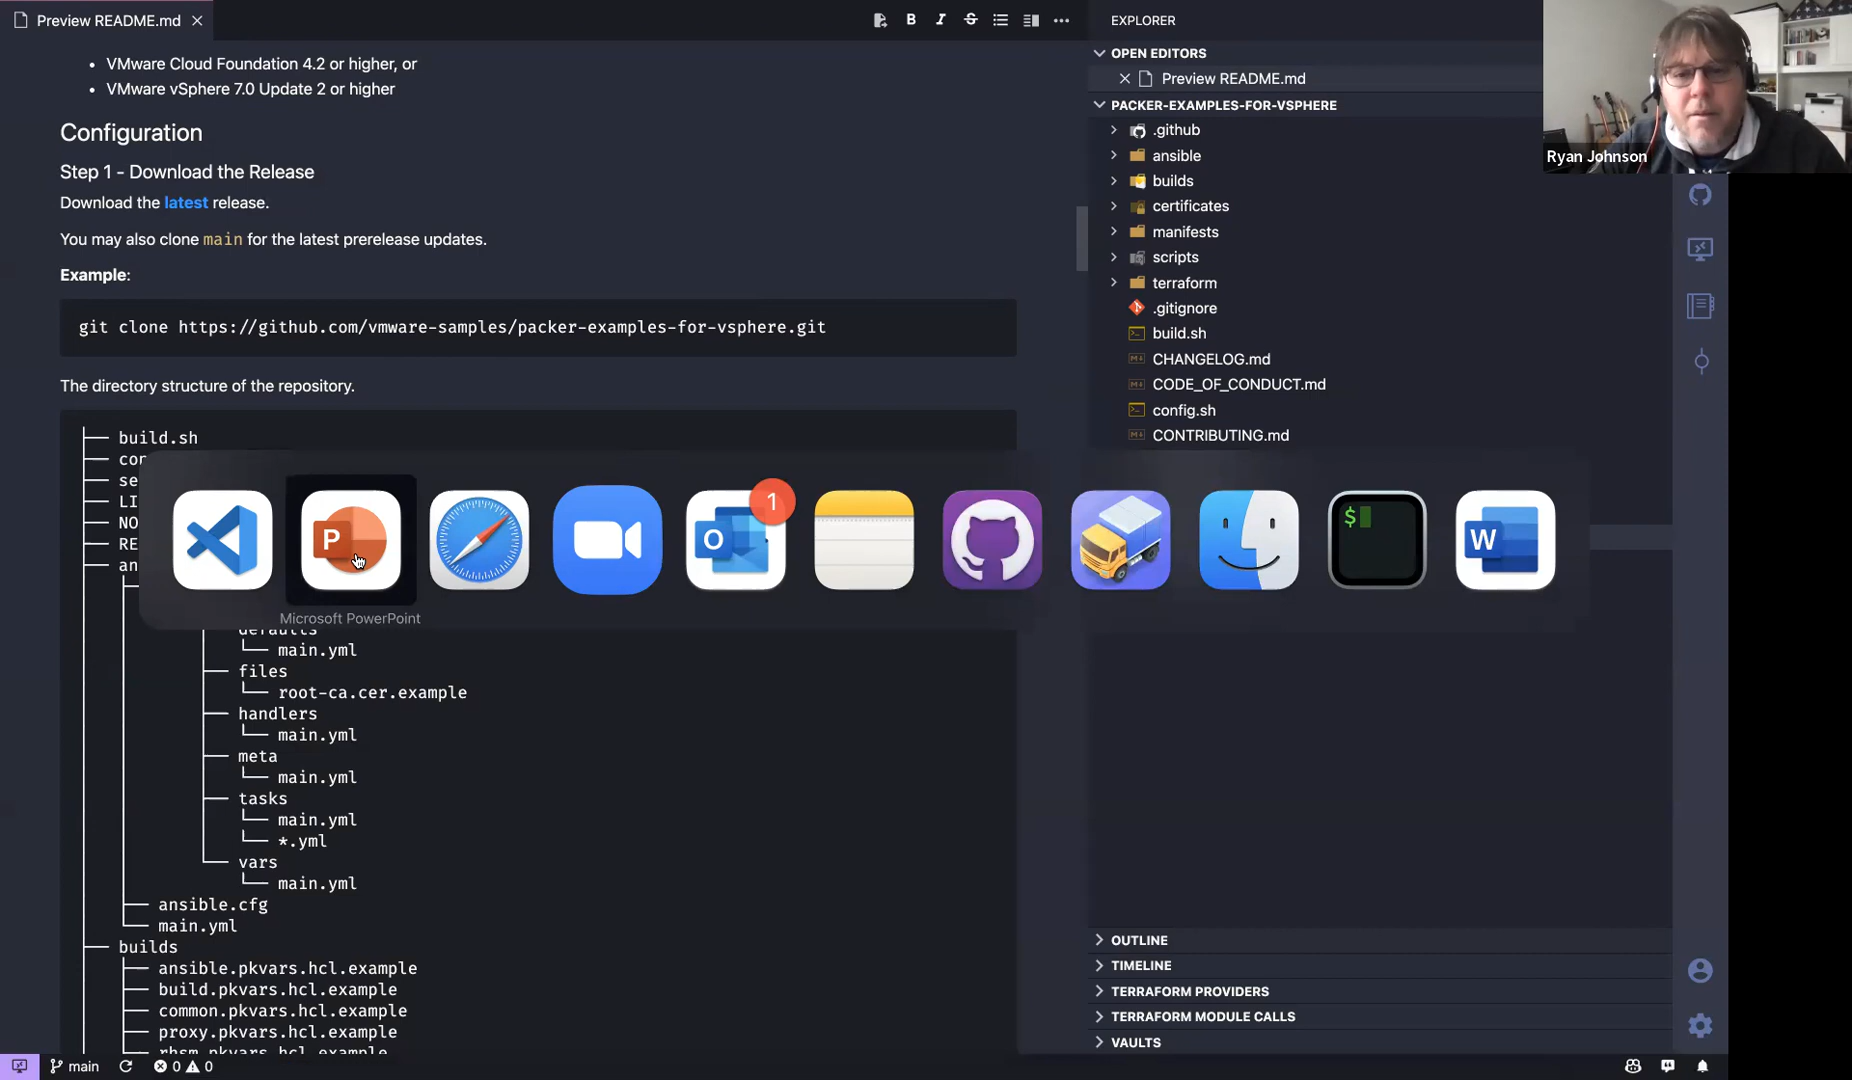 Preview README.md
VMware Cloud Foundation 4.2 or higher, or
VMware vSphere 7.0 Update 2 or higher
Configuration
Step 1 - Download the Release
Download the latest release.
You may also clone main for the latest prerelease updates.
Example:
git clone https://github.com/vmware-samples/packer-examples-for-vsphere.git
The directory structure of the repository.
├── build.sh
├── con
├── se
├── LI
├── NO
├── RE
├── an
defaults
└── main.yml
├── files
└── root-ca.cer.example
├── handlers
└── main.yml
├── meta
└── main.yml
├── tasks
└── main.yml
└── *.yml
└── vars
└── main.yml
├── ansible.cfg
└── main.yml
├── builds
├── ansible.pkvars.hcl.example
├── build.pkvars.hcl.example
├── common.pkvars.hcl.example
├── proxy.pkvars.hcl.example
├── rhsm.pkvars.hcl.example
P
O
1
$
W
Microsoft PowerPoint
EXPLORER
OPEN EDITORS
Preview README.md
PACKER-EXAMPLES-FOR-VSPHERE
.github
ansible
builds
certificates
manifests
scripts
terraform
.gitignore
build.sh
CHANGELOG.md
CODE_OF_CONDUCT.md
config.sh
CONTRIBUTING.md
OUTLINE
TIMELINE
TERRAFORM PROVIDERS
TERRAFORM MODULE CALLS
VAULTS
Ryan Johnson
main
0
0